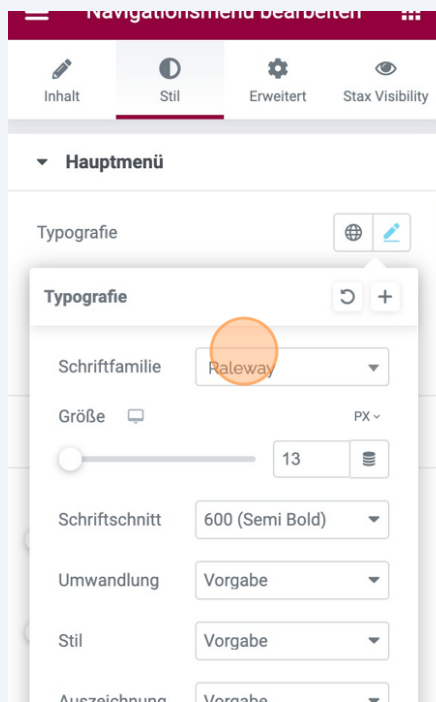 Navigationsmenü bearbeiten
Inhalt
Stil
Erweitert
Stax Visibility
Hauptmenü
Typografie
Typografie
Schriftfamilie
Raleway
Größe
PX
13
Schriftschnitt
600 (Semi Bold)
Umwandlung
Vorgabe
Stil
Vorgabe
Auszeichnung
Vorgabe